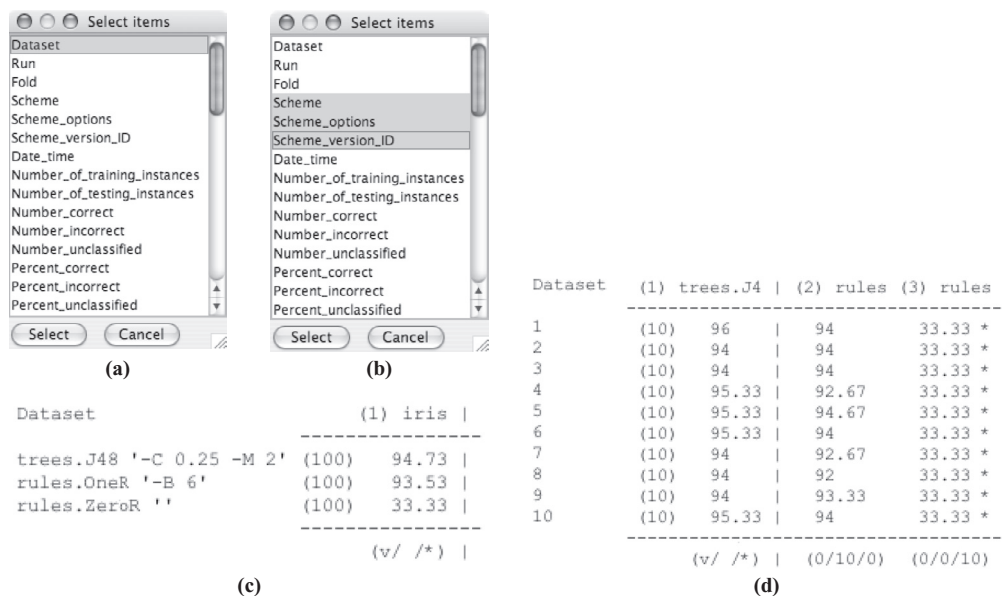 Select items
Dataset
Run
Fold
Scheme
Scheme_options
Scheme_version_ID
Date_time
Number_of_training_instances
Number_of_testing_instances
Number_correct
Number_incorrect
Number_unclassified
Percent_correct
Percent_incorrect
Percent_unclassified
Select Cancel
(a)
Select items
Dataset
Run
Fold
Scheme
Scheme_options
Scheme_version_ID
Date_time
Number_of_training_instances
Number_of_testing_instances
Number_correct
Number_incorrect
Number_unclassified
Percent_correct
Percent_incorrect
Percent_unclassified
Select Cancel
(b)
Dataset (1) iris |
---------------------
trees.J48 '-C 0.25 -M 2' (100) 94.73 |
rules.OneR '-B 6' (100) 93.53 |
rules.ZeroR '' (100) 33.33 |
---------------------
(v/ /*) |
(c)
Dataset (1) trees.J4 | (2) rules (3) rules
------------------------------------------
1 (10) 96 | 94 33.33 *
2 (10) 94 | 94 33.33 *
3 (10) 94 | 94 33.33 *
4 (10) 95.33 | 92.67 33.33 *
5 (10) 95.33 | 94.67 33.33 *
6 (10) 95.33 | 94 33.33 *
7 (10) 94 | 92.67 33.33 *
8 (10) 94 | 92 33.33 *
9 (10) 94 | 93.33 33.33 *
10 (10) 95.33 | 94 33.33 *
------------------------------------------
(v/ /*) | (0/10/0) (0/0/10)
(d)